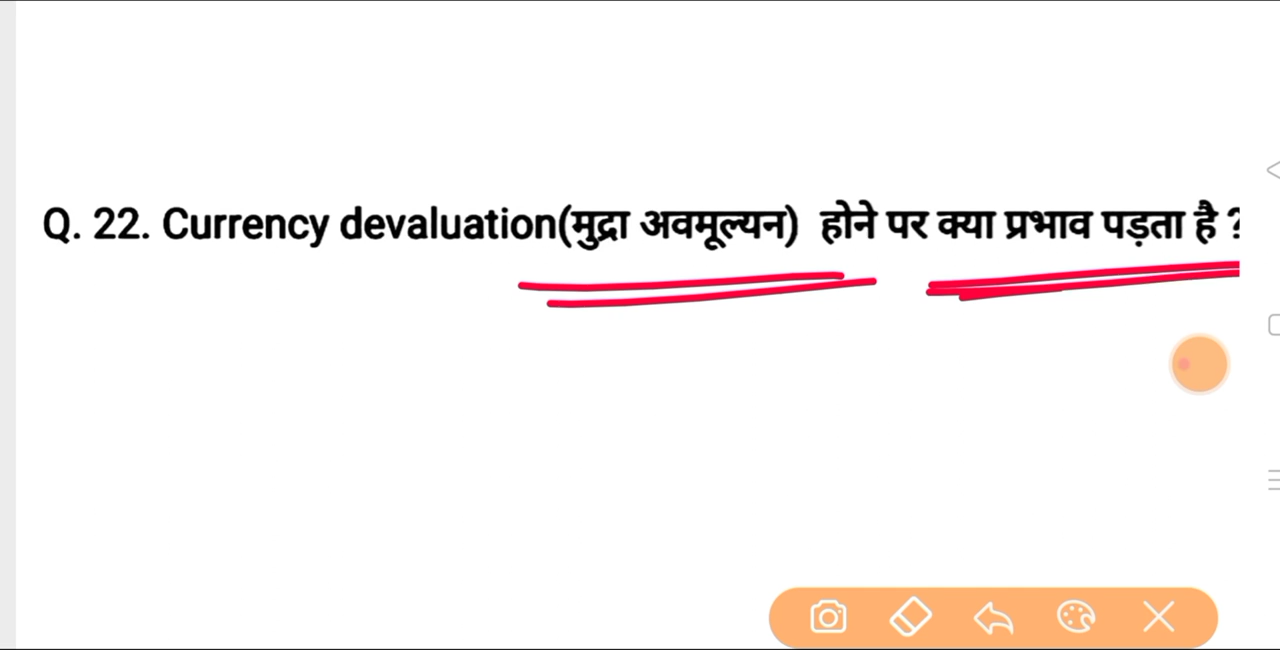 Q. 22. Currency devaluation(मुद्रा अवमूल्यन) होने पर क्या प्रभाव पड़ता है ?